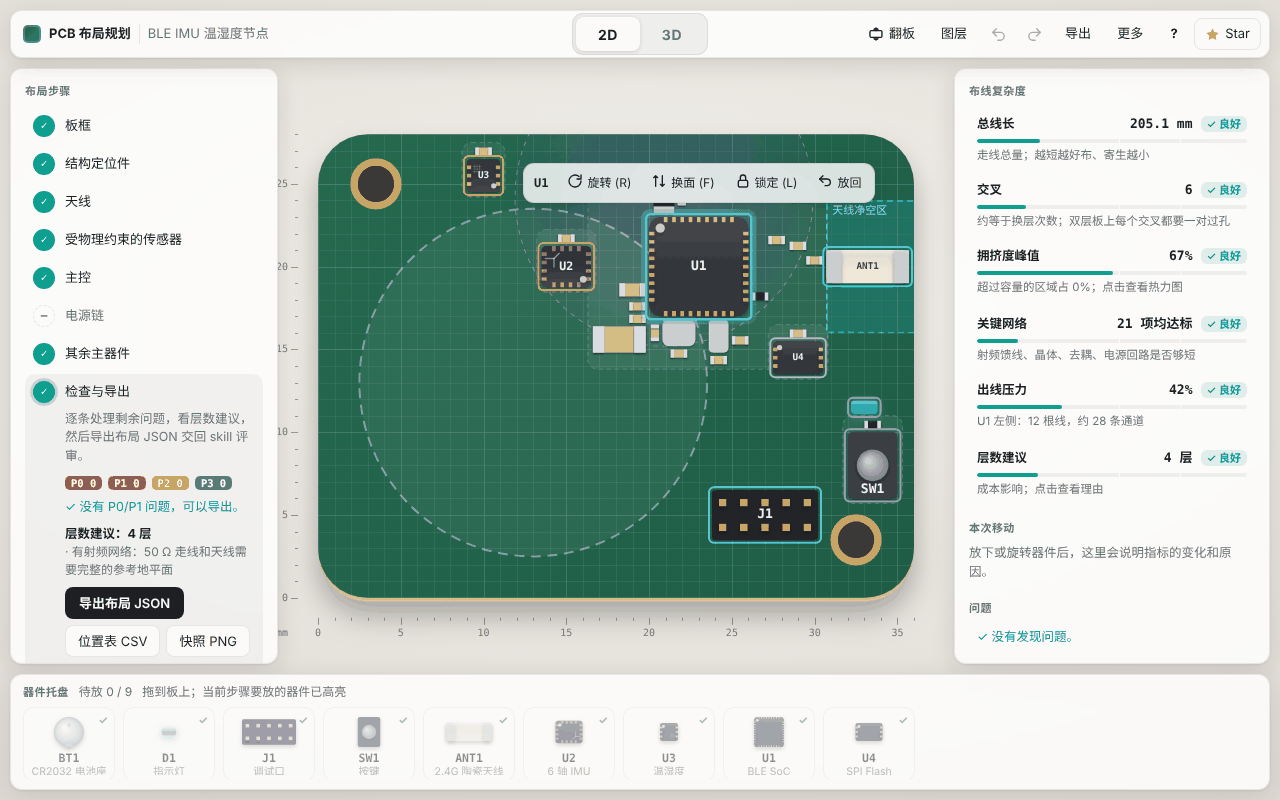 PCB 布局规划 BLE IMU 温湿度节点
2D 3D
翻板 图层 导出 更多 ? Star
布局步骤
板框
结构定位件
天线
受物理约束的传感器
主控
电源链
其余主器件
检查与导出
逐条处理剩余问题，看层数建议，
然后导出布局 JSON 交回 skill 评
审。
P0 0 P1 0 P2 0 P3 0
✓ 没有 P0/P1 问题，可以导出。
层数建议：4 层
· 有射频网络：50 Ω 走线和天线需
要完整的参考地平面
导出布局 JSON
位置表 CSV 快照 PNG
U1 旋转 (R) 换面 (F) 锁定 (L) 放回
天线净空区
U3
U2
U1
ANT1
U4
SW1
J1
25
20
15
10
5
0
mm 0 5 10 15 20 25 30 35
布线复杂度
总线长 205.1 mm ✓ 良好
走线总量；越短越好布、寄生越小
交叉 6 ✓ 良好
约等于换层次数；双层板上每个交叉都要一对过孔
拥挤度峰值 67% ✓ 良好
超过容量的区域占 0%；点击查看热力图
关键网络 21 项均达标 ✓ 良好
射频馈线、晶体、去耦、电源回路是否够短
出线压力 42% ✓ 良好
U1 左侧：12 根线，约 28 条通道
层数建议 4 层 ✓ 良好
成本影响；点击查看理由
本次移动
放下或旋转器件后，这里会说明指标的变化和原
因。
问题
✓ 没有发现问题。
器件托盘 待放 0 / 9 拖到板上；当前步骤要放的器件已高亮
BT1 D1 J1 SW1 ANT1 U2 U3 U1 U4
CR2032 电池座 指示灯 调试口 按键 2.4G 陶瓷天线 6 轴 IMU 温湿度 BLE SoC SPI Flash